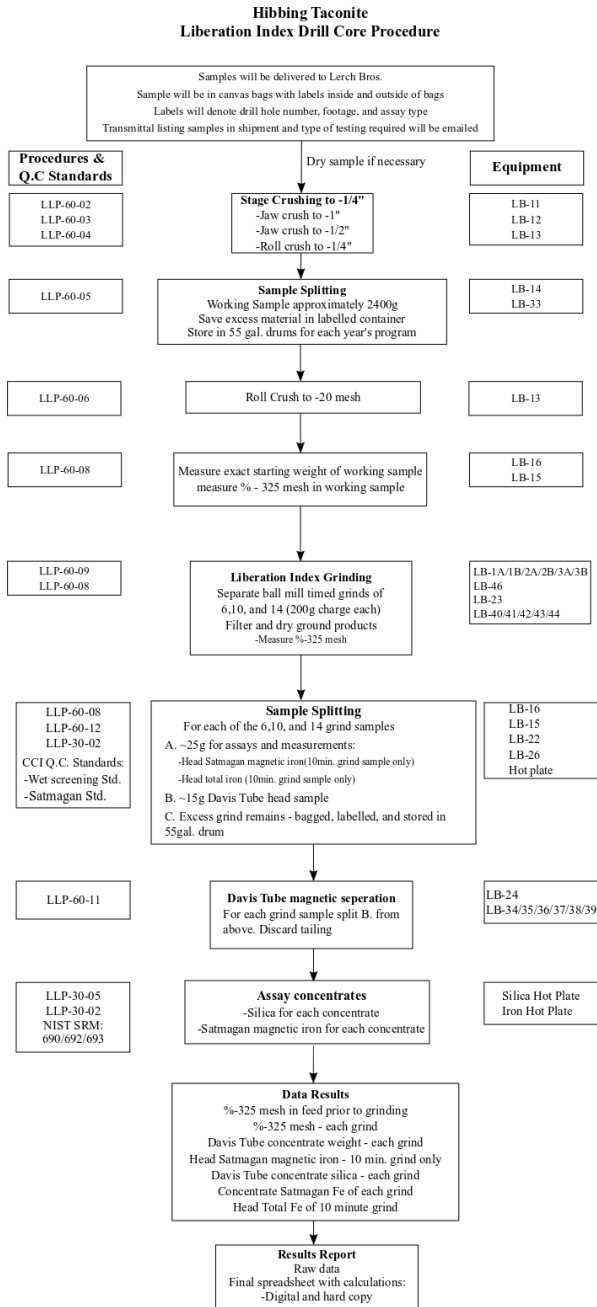 Hibbing Taconite
Liberation Index Drill Core Procedure
Samples will be delivered to Lerch Bros.
Sample will be in canvas bags with labels inside and outside of bags
Labels will denote drill hole number, footage, and assay type
Transmittal listing samples in shipment and type of testing required will be emailed
Procedures &
Q.C Standards
Dry sample if necessary
Equipment
LLP-60-02
LLP-60-03
LLP-60-04
Stage Crushing to -1/4"
-Jaw crush to -1"
-Jaw crush to -1/2"
-Roll crush to -1/4"
LB-11
LB-12
LB-13
LLP-60-05
Sample Splitting
Working Sample approximately 2400g
Save excess material in labelled container
Store in 55 gal. drums for each year's program
LB-14
LB-33
LLP-60-06
Roll Crush to -20 mesh
LB-13
LLP-60-08
Measure exact starting weight of working sample
measure % - 325 mesh in working sample
LB-16
LB-15
LLP-60-09
LLP-60-08
Liberation Index Grinding
Separate ball mill timed grinds of
6,10, and 14 (200g charge each)
Filter and dry ground products
-Measure %-325 mesh
LB-1A/1B/2A/2B/3A/3B
LB-46
LB-23
LB-40/41/42/43/44
LLP-60-08
LLP-60-12
LLP-30-02
CCI Q.C. Standards:
-Wet screening Std.
-Satmagan Std.
Sample Splitting
For each of the 6,10, and 14 grind samples
A. ~25g for assays and measurements:
-Head Satmagan magnetic iron(10min. grind sample only)
-Head total iron (10min. grind sample only)
B. ~15g Davis Tube head sample
C. Excess grind remains - bagged, labelled, and stored in
55gal. drum
LB-16
LB-15
LB-22
LB-26
Hot plate
LLP-60-11
Davis Tube magnetic seperation
For each grind sample split B. from
above. Discard tailing
LB-24
LB-34/35/36/37/38/39
LLP-30-05
LLP-30-02
NIST SRM:
690/692/693
Assay concentrates
-Silica for each concentrate
-Satmagan magnetic iron for each concentrate
Silica Hot Plate
Iron Hot Plate
Data Results
%-325 mesh in feed prior to grinding
%-325 mesh - each grind
Davis Tube concentrate weight - each grind
Head Satmagan magnetic iron - 10 min. grind only
Davis Tube concentrate silica - each grind
Concentrate Satmagan Fe of each grind
Head Total Fe of 10 minute grind
Results Report
Raw data
Final spreadsheet with calculations:
-Digital and hard copy